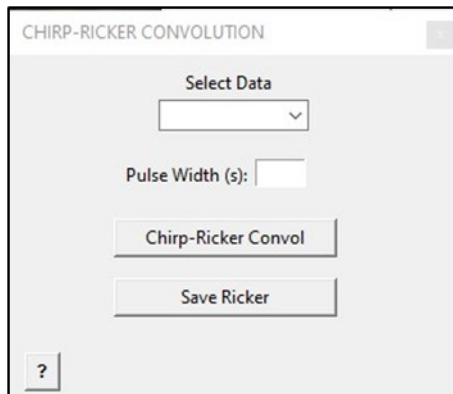 CHIRP-RICKER CONVOLUTION
x
Select Data
Pulse Width (s):
Chirp-Ricker Convol
Save Ricker
?